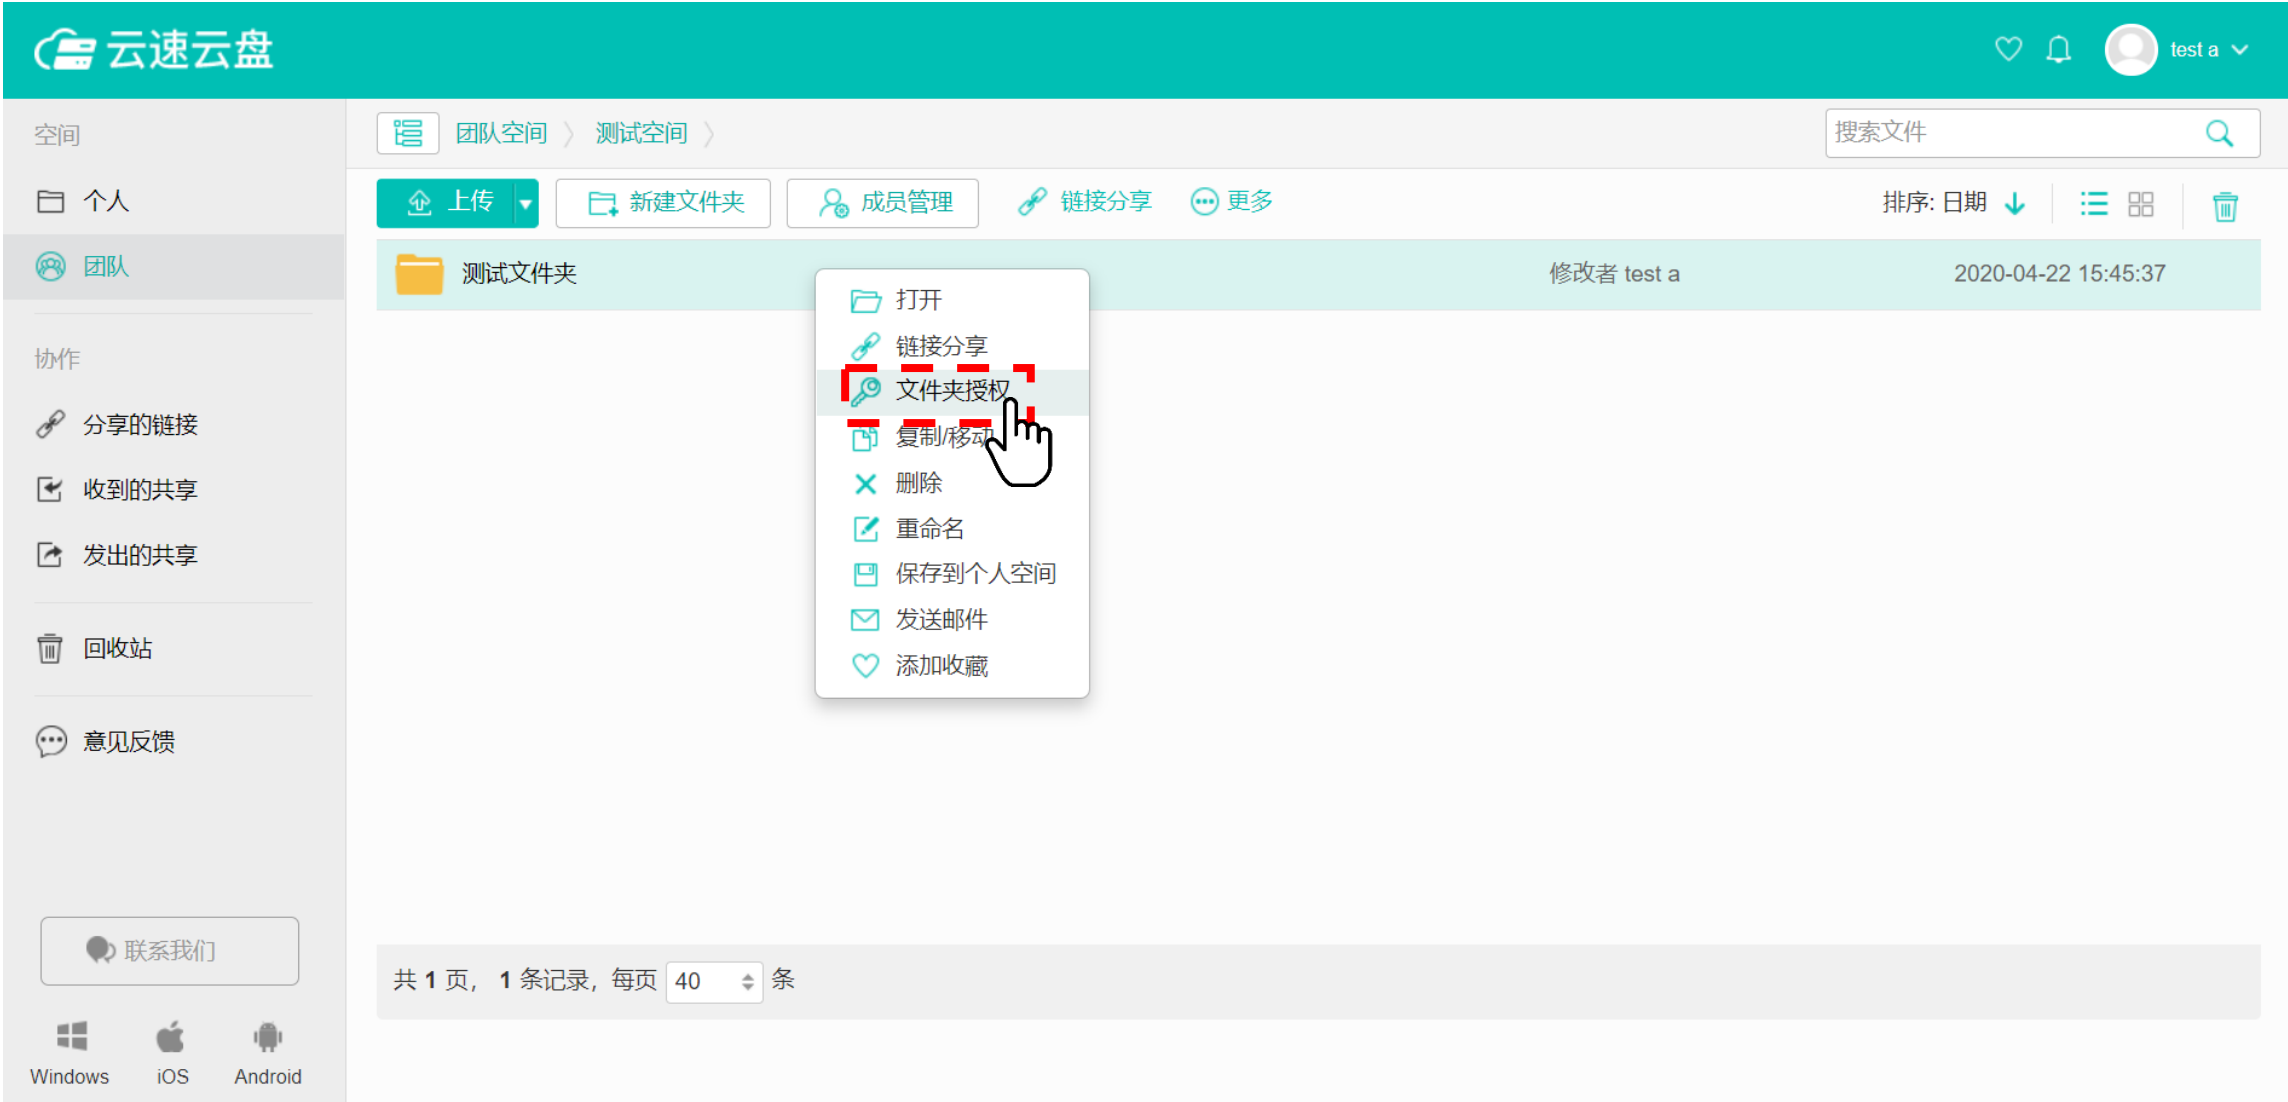 云速云盘
test a
空间
个人
团队
协作
分享的链接
收到的共享
发出的共享
回收站
意见反馈
联系我们
Windows iOS Android
团队空间 测试空间
搜索文件
上传 新建文件夹 成员管理 链接分享 更多 排序: 日期
测试文件夹 修改者 test a 2020-04-22 15:45:37
打开
链接分享
文件夹授权
复制/移动
删除
重命名
保存到个人空间
发送邮件
添加收藏
共 1 页， 1 条记录，每页 40 条